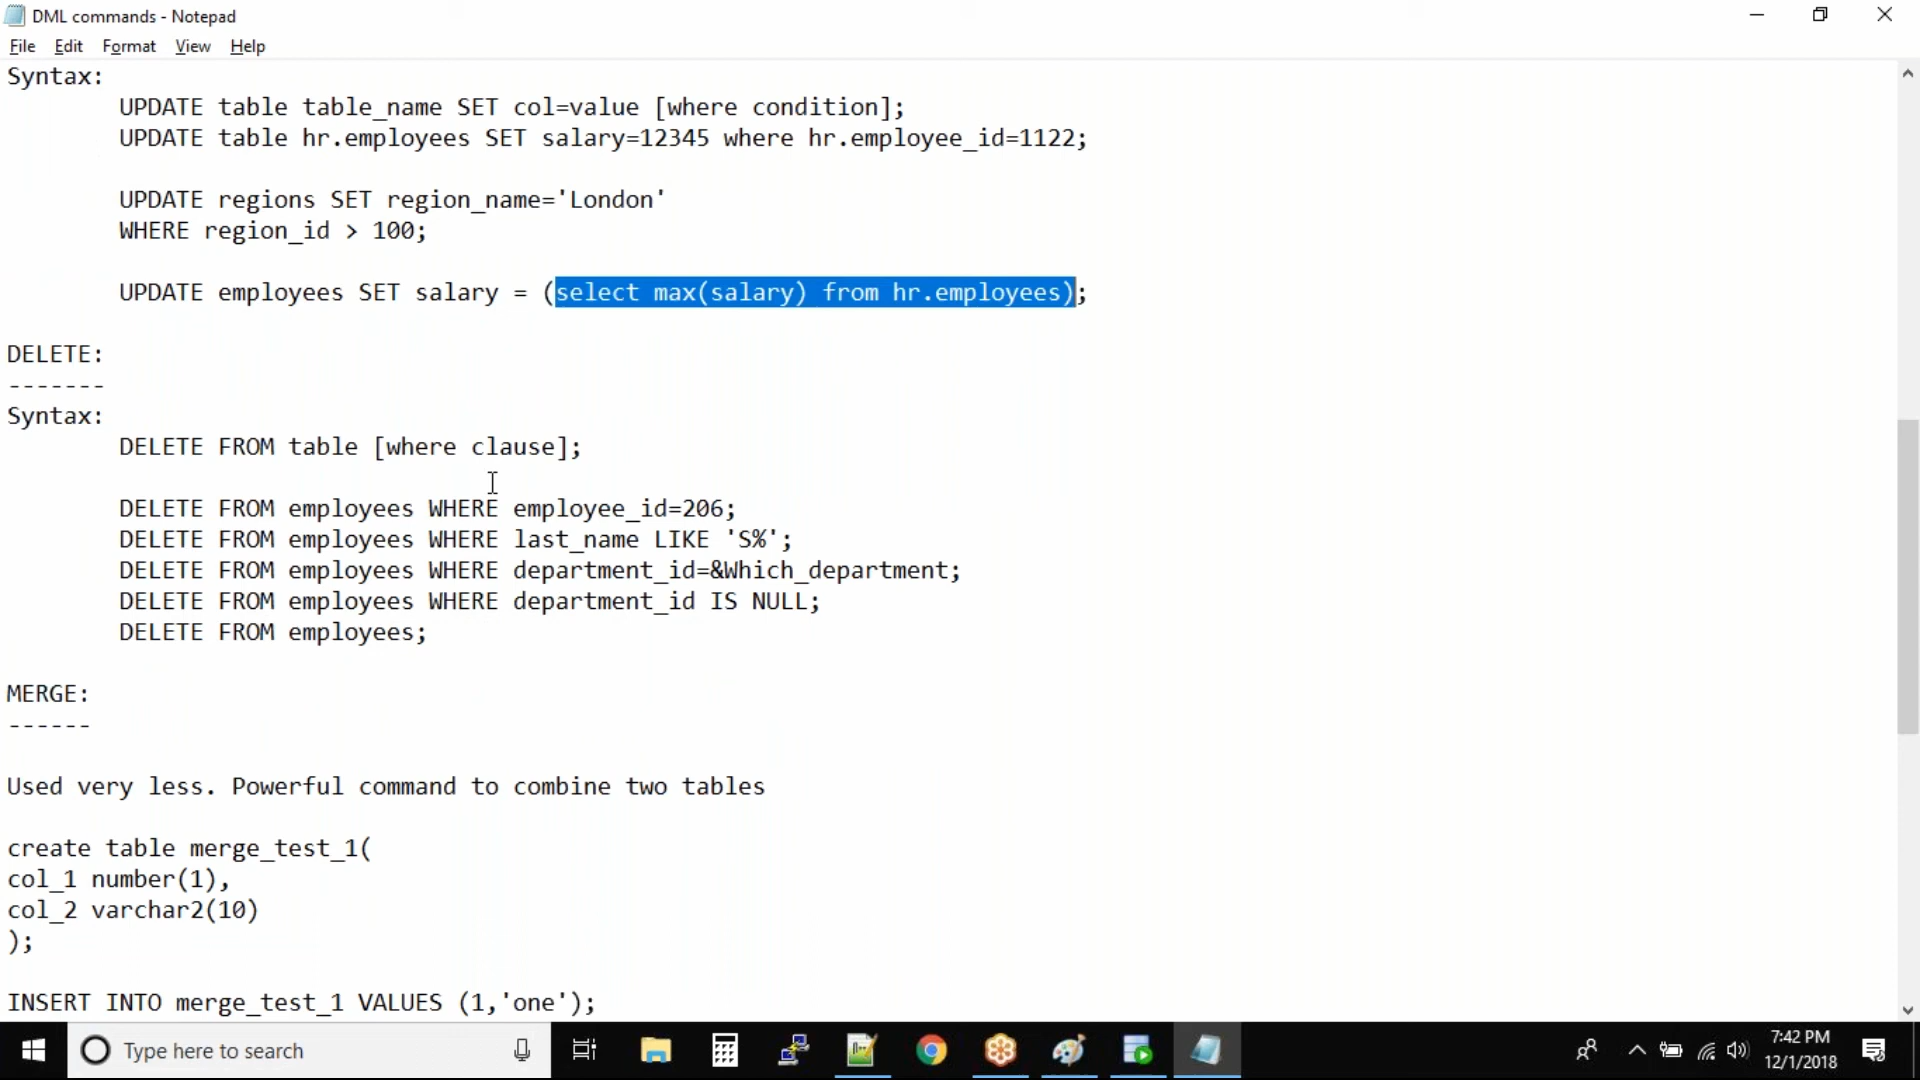 DML commands - Notepad
File Edit Format View Help
Syntax:
UPDATE table table_name SET col=value [where condition];
UPDATE table hr.employees SET salary=12345 where hr.employee_id=1122;
UPDATE regions SET region_name='London'
WHERE region_id > 100;
UPDATE employees SET salary = (select max(salary) from hr.employees);
DELETE:
-------
Syntax:
DELETE FROM table [where clause];
DELETE FROM employees WHERE employee_id=206;
DELETE FROM employees WHERE last_name LIKE 'S%';
DELETE FROM employees WHERE department_id=&Which_department;
DELETE FROM employees WHERE department_id IS NULL;
DELETE FROM employees;
MERGE:
------
Used very less. Powerful command to combine two tables
create table merge_test_1(
col_1 number(1),
col_2 varchar2(10)
);
INSERT INTO merge_test_1 VALUES (1,'one');
Type here to search
7:42 PM
12/1/2018